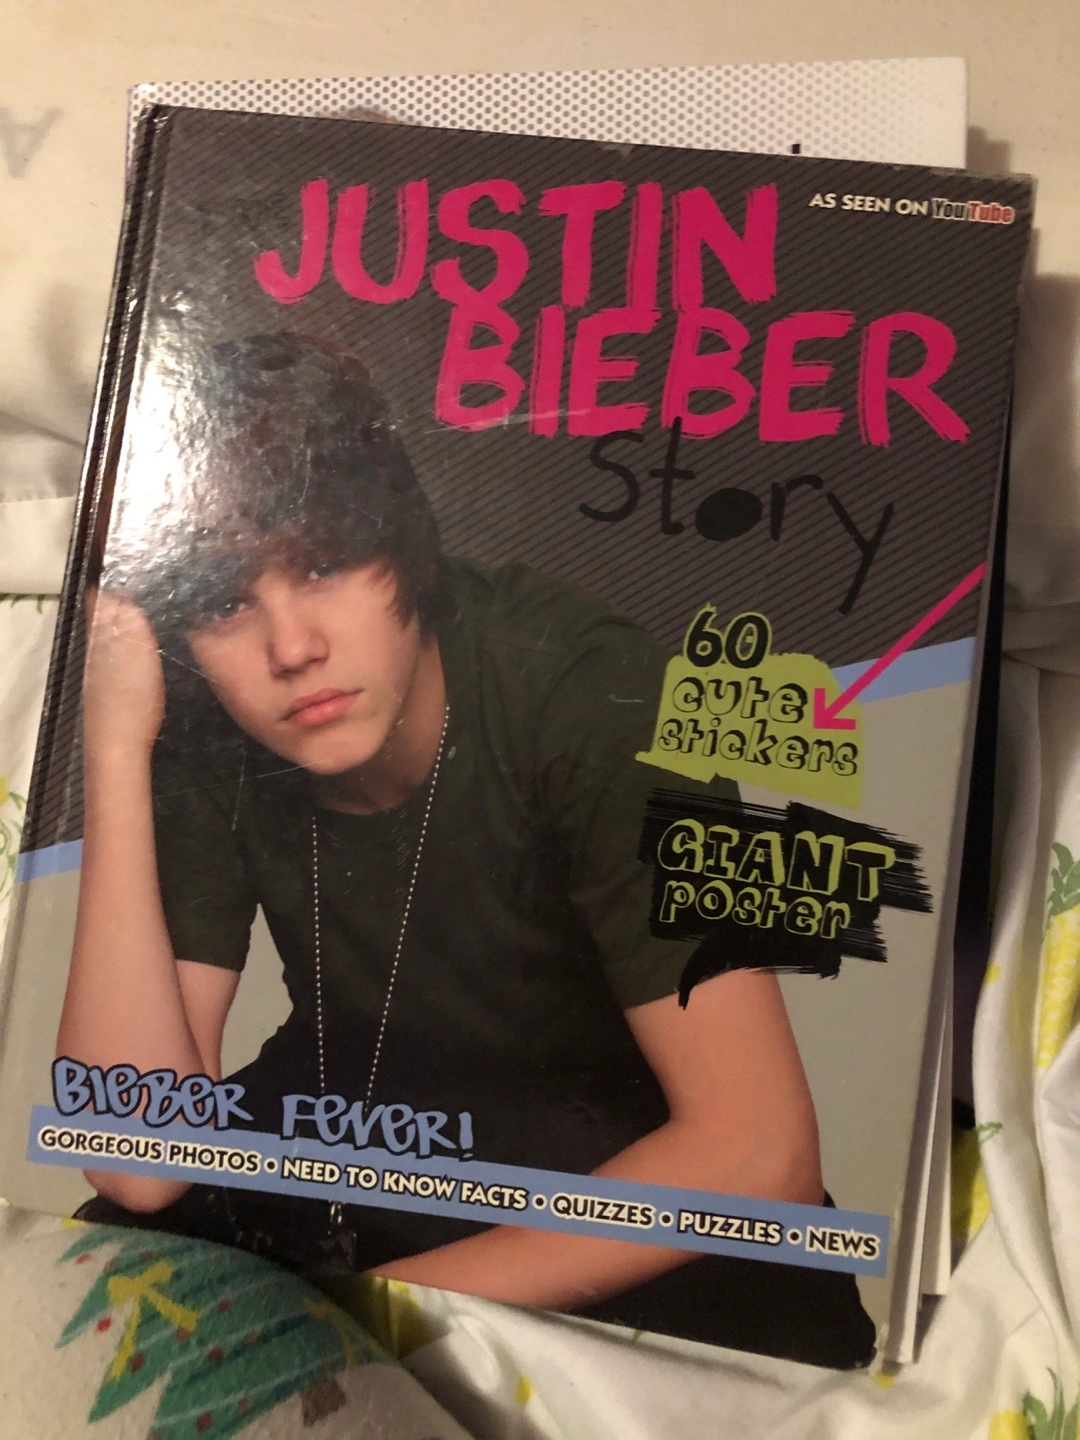 AS SEEN ON YouTube
JUSTIN
BIEBER
Story
60
cute
stickers
GIANT
poster
BIEBER FEVER!
GORGEOUS PHOTOS • NEED TO KNOW FACTS • QUIZZES • PUZZLES • NEWS